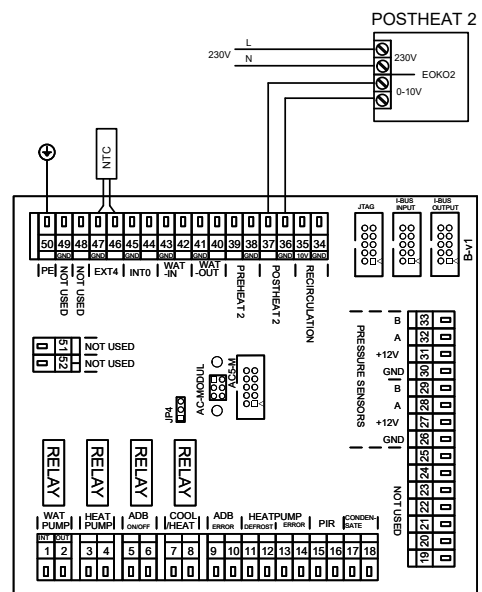 POSTHEAT 2
L
230V
N
230V
EOKO2
0-10V
NTC
JTAG
I-BUS
INPUT
I-BUS
OUTPUT
B-v1
50 49 48 47 46 45 44 43 42 41 40 39 38 37 36 35 34
GND GND GND GND GND GND GND 10V GND
PE
NOT USED
NOT USED
EXT4
INT0
WAT
-IN
WAT
-OUT
PREHEAT 2
POSTHEAT 2
RECIRCULATION
51 NOT USED
52 NOT USED
AC-MODUL
AC-5M
JP4
PRESSURE SENSORS
B 33
A 32
+12V 31
GND 30
B 29
A 28
+12V 27
GND 26
25
24
23
22
21
20
19
NOT USED
RELAY
RELAY
RELAY
RELAY
WAT
PUMP
HEAT
PUMP
ADB
ON/OFF
COOL
/HEAT
ADB
ERROR
HEATPUMP
DEFROST
ERROR
PIR
CONDEN-
SATE
INT OUT
1 2 3 4 5 6 7 8 9 10 11 12 13 14 15 16 17 18